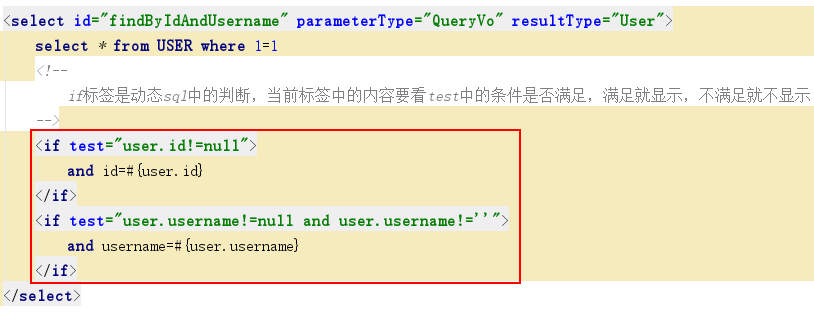 <select id="findByIdAndUsername" parameterType="QueryVo" resultType="User">
select * from USER where 1=1
<!--
if标签是动态sql中的判断，当前标签中的内容要看test中的条件是否满足，满足就显示，不满足就不显示
-->
<if test="user.id!=null">
and id=#{user.id}
</if>
<if test="user.username!=null and user.username!=''">
and username=#{user.username}
</if>
</select>